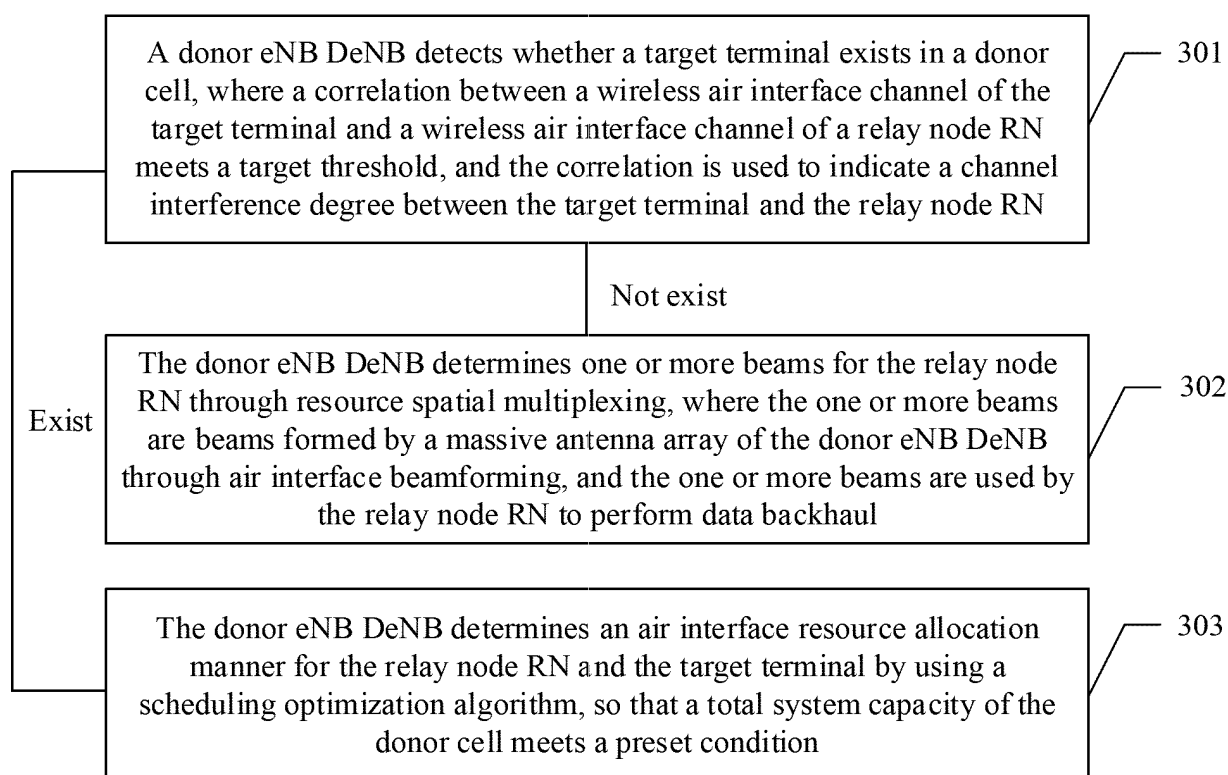 A donor eNB DeNB detects whether a target terminal exists in a donor
cell, where a correlation between a wireless air interface channel of the
target terminal and a wireless air interface channel of a relay node RN
meets a target threshold, and the correlation is used to indicate a channel
interference degree between the target terminal and the relay node RN
301
Not exist
The donor eNB DeNB determines one or more beams for the relay node
RN through resource spatial multiplexing, where the one or more beams
are beams formed by a massive antenna array of the donor eNB DeNB
through air interface beamforming, and the one or more beams are used by
the relay node RN to perform data backhaul
302
Exist
The donor eNB DeNB determines an air interface resource allocation
manner for the relay node RN and the target terminal by using a
scheduling optimization algorithm, so that a total system capacity of the
donor cell meets a preset condition
303